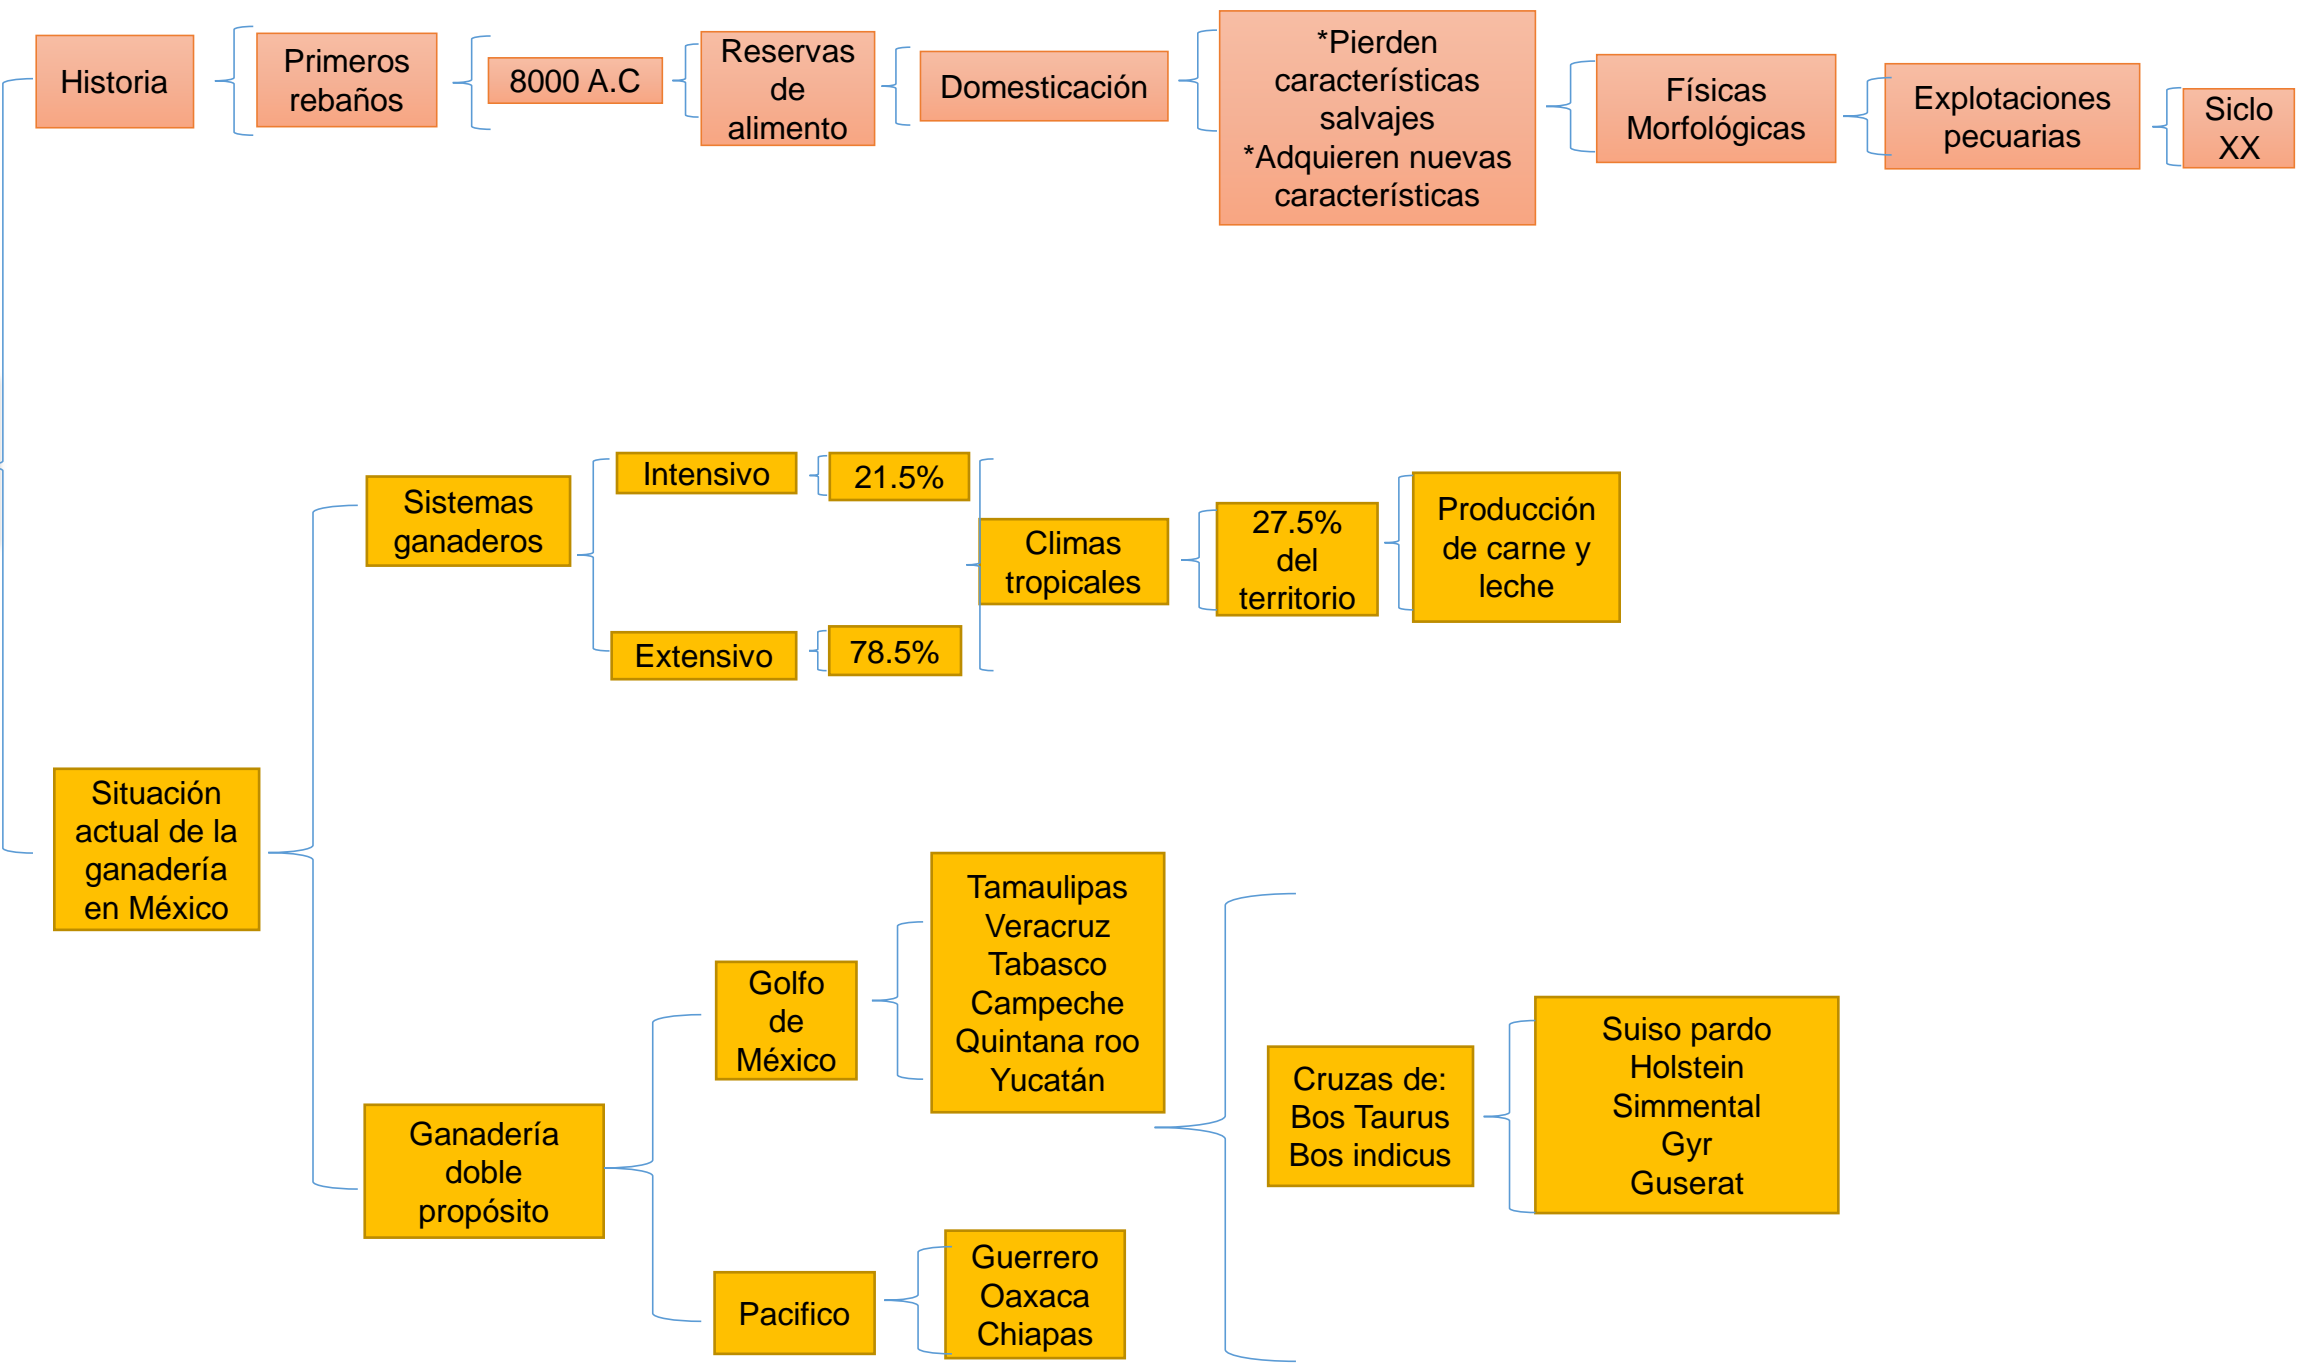 Historia
Primeros
rebaños
8000 A.C
Reservas
de
alimento
Domesticación
*Pierden
características
salvajes
*Adquieren nuevas
características
Físicas
Morfológicas
Explotaciones
pecuarias
Siclo
XX
Situación
actual de la
ganadería
en México
Sistemas
ganaderos
Intensivo
21.5%
Extensivo
78.5%
Climas
tropicales
27.5%
del
territorio
Producción
de carne y
leche
Ganadería
doble
propósito
Golfo
de
México
Tamaulipas
Veracruz
Tabasco
Campeche
Quintana roo
Yucatán
Pacifico
Guerrero
Oaxaca
Chiapas
Cruzas de:
Bos Taurus
Bos indicus
Suiso pardo
Holstein
Simmental
Gyr
Guserat